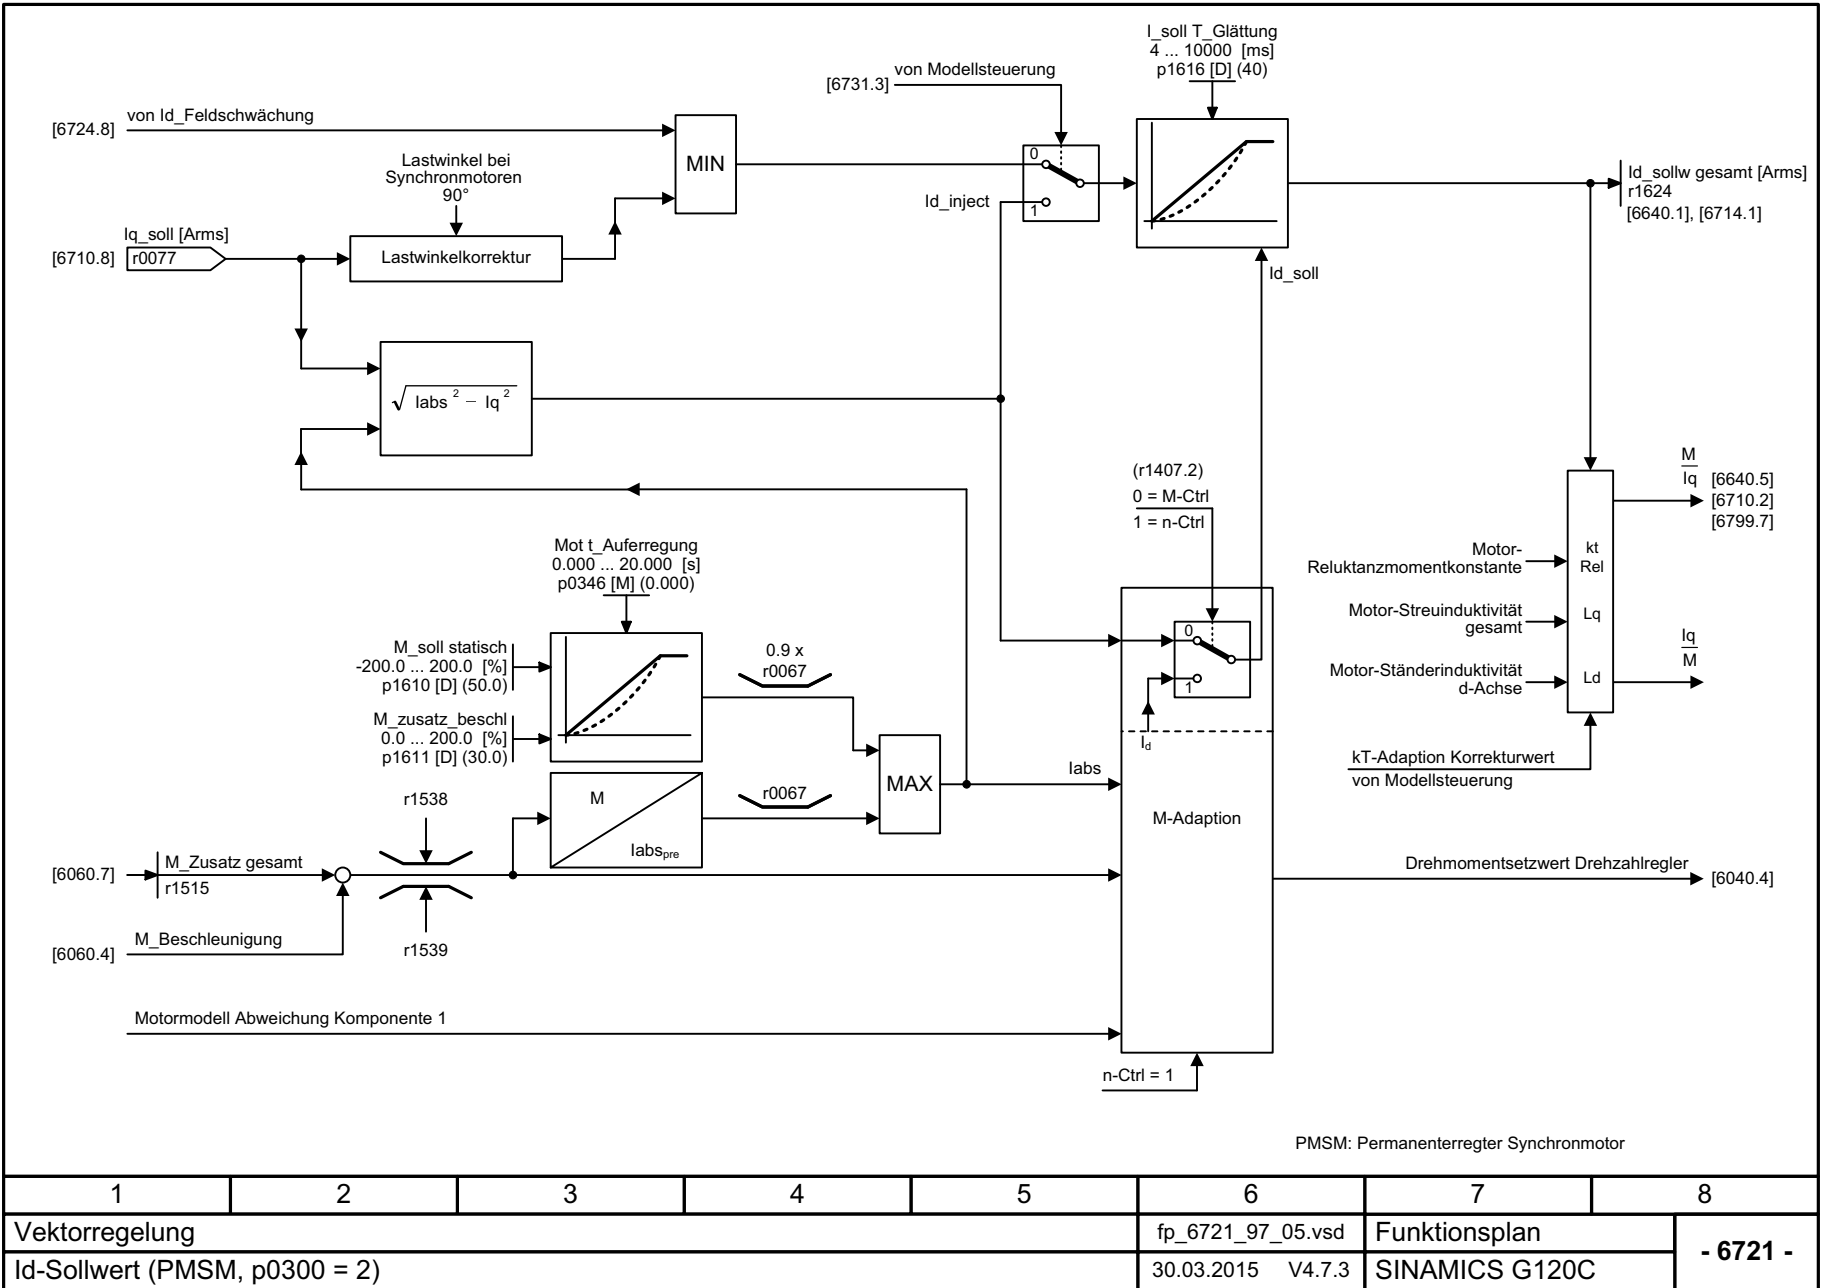 I_soll T_Glättung
4 ... 10000 [ms]
p1616 [D] (40)
von Modellsteuerung
[6731.3]
von Id_Feldschwächung
[6724.8]
MIN
Lastwinkel bei
Synchronmotoren
90°
0
1
Id_inject
Id_sollw gesamt [Arms]
r1624
[6640.1], [6714.1]
Iq_soll [Arms]
[6710.8]
r0077
Lastwinkelkorrektur
Id_soll
√ Iabs 2 – Iq 2
(r1407.2)
0 = M-Ctrl
1 = n-Ctrl
M
Iq
[6640.5]
[6710.2]
[6799.7]
Mot t_Auferregung
0.000 ... 20.000 [s]
p0346 [M] (0.000)
Motor-
Reluktanzmomentkonstante
kt
Rel
Motor-Streuinduktivität
gesamt
Lq
Iq
M
Motor-Ständerinduktivität
d-Achse
Ld
M_soll statisch
-200.0 ... 200.0 [%]
p1610 [D] (50.0)
0.9 x
r0067
0
1
Id
M_zusatz_beschl
0.0 ... 200.0 [%]
p1611 [D] (30.0)
kT-Adaption Korrekturwert
von Modellsteuerung
MAX
Iabs
r1538
M
Iabspre
r0067
M-Adaption
[6060.7]
M_Zusatz gesamt
r1515
Drehmomentsetzwert Drehzahlregler
[6040.4]
[6060.4]
M_Beschleunigung
r1539
Motormodell Abweichung Komponente 1
n-Ctrl = 1
PMSM: Permanenterregter Synchronmotor
1 2 3 4 5 6 7 8
Vektorregelung
fp_6721_97_05.vsd
Funktionsplan
- 6721 -
Id-Sollwert (PMSM, p0300 = 2)
30.03.2015 V4.7.3
SINAMICS G120C